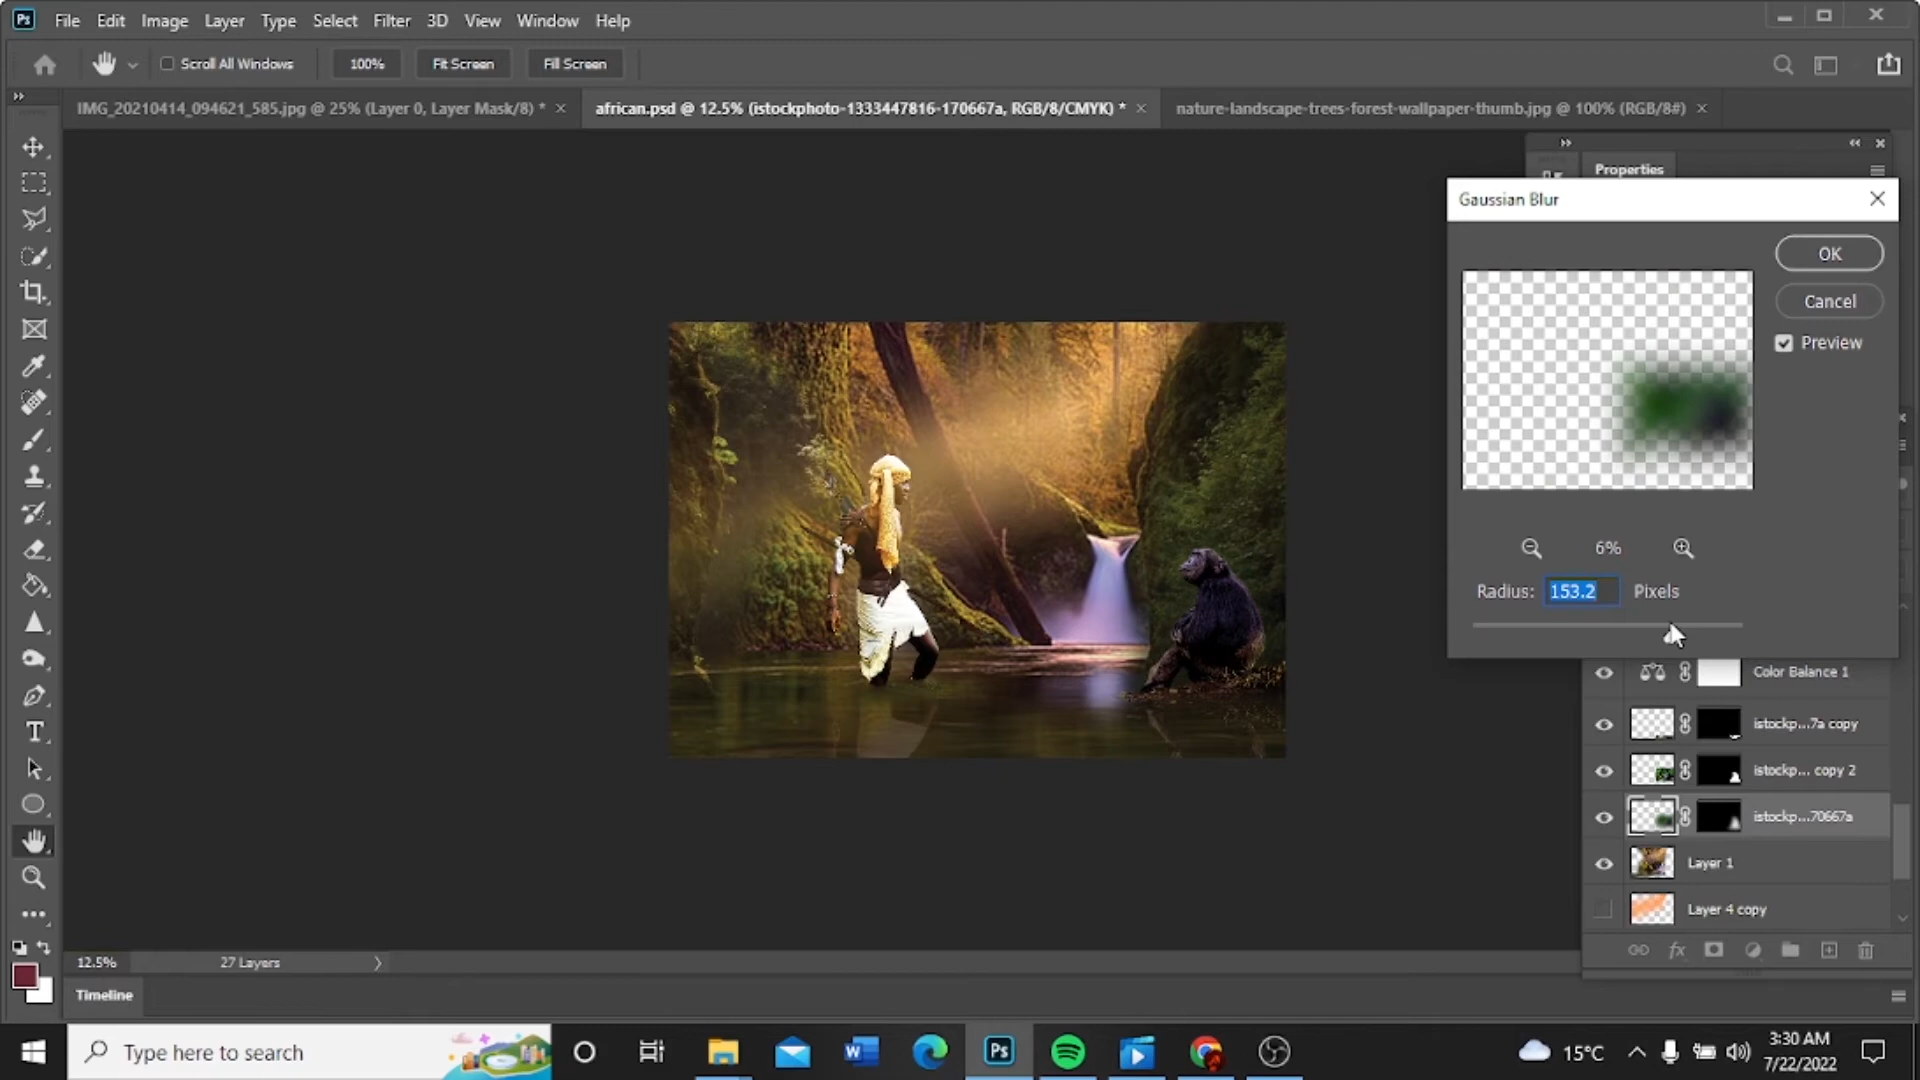 Ps File Edit Image Layer Type Select Filter 3D View Window Help
Scroll All Windows 100% Fit Screen Fill Screen
IMG_20210414_094621_585.jpg @ 25% (Layer 0, Layer Mask/8) * african.psd @ 12.5% (istockphoto-1333447816-170667a, RGB/8/CMYK) * nature-landscape-trees-forest-wallpaper-thumb.jpg @ 100% (RGB/8#)
Properties
Gaussian Blur
OK
Cancel
Preview
6%
Radius: 153.2 Pixels
Color Balance 1
istockp...7a copy
istockp... copy 2
istockp...70667a
Layer 1
Layer 4 copy
fx
12.5% 27 Layers
Timeline
Type here to search
W
Ps
15°C
3:30 AM
7/22/2022